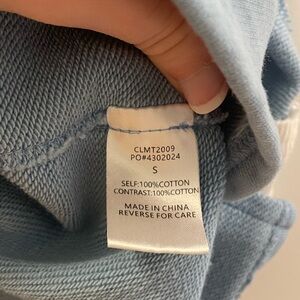 CLMT2009
PO#4302024
S
SELF:100%COTTON
CONTRAST:100%COTTON
MADE IN CHINA
REVERSE FOR CARE